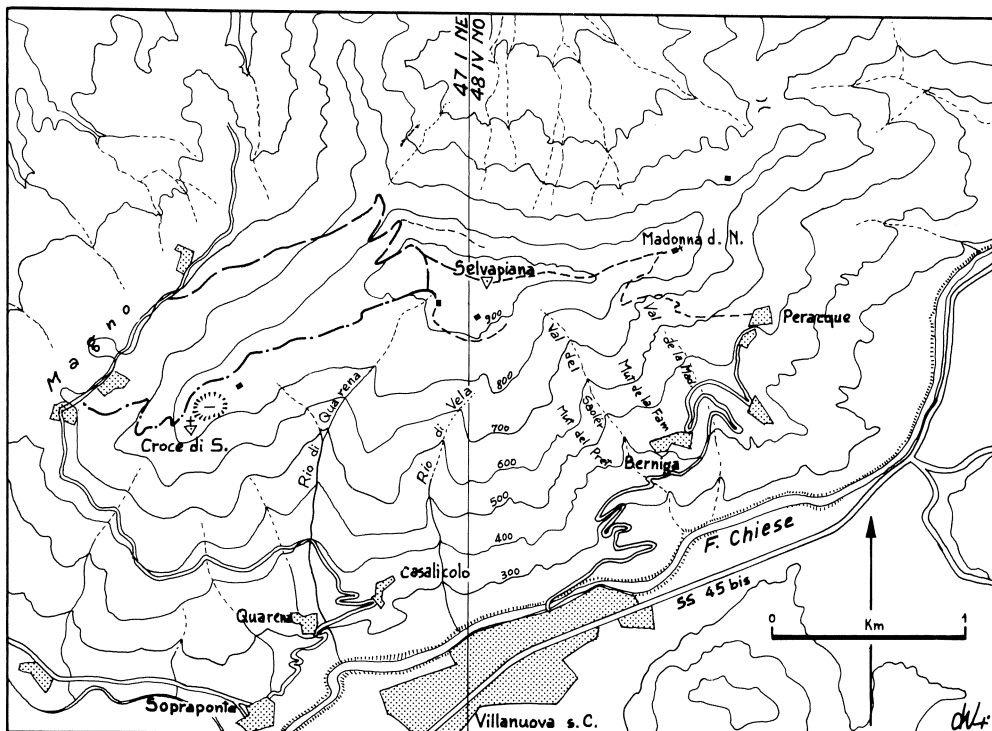 47 I NE
48 IV NO
Madonna d. N.
Selvapiana
Magno
900
Peracque
Val del Saoler
Val de la Mad.
Mut de la Fam
Mut del Prat
800
Rio di Quarena
Rio di Vela
Croce di S.
700
600
Berniga
500
400
F. Chiese
300
Casalicolo
SS 45 bis
Quarena
0 Km 1
Sopraponte
Villanuova s. C.